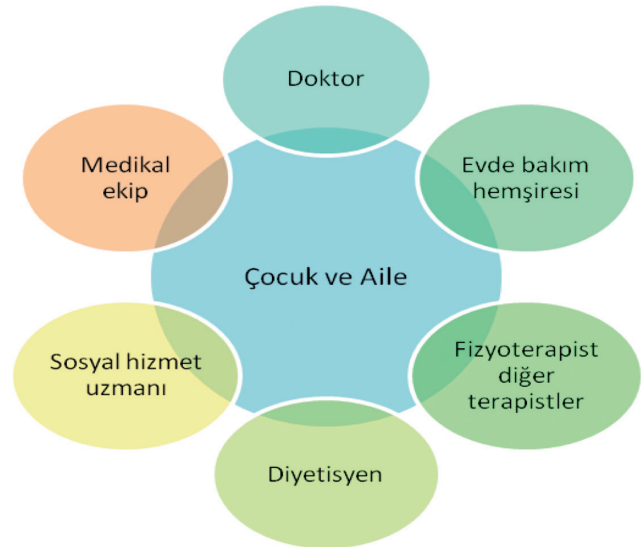 Doktor
Evde bakım
hemşiresi
Fizyoterapist
diğer
terapistler
Diyetisyen
Sosyal hizmet
uzmanı
Medikal
ekip
Çocuk ve Aile